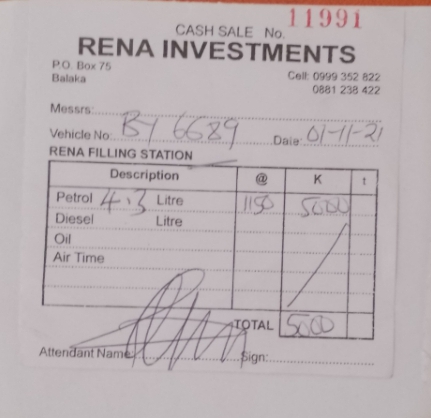 CASH SALE No. 11991
RENA INVESTMENTS
P.O. Box 75
Balaka
Cell: 0999 352 822
0881 238 422
Messrs:
Vehicle No: BY 6689 Date: 01-11-21
RENA FILLING STATION
Description @ K t
Petrol 4.3 Litre 1150 5000
Diesel Litre
Oil
Air Time
TOTAL 5000
Attendant Name Sign: